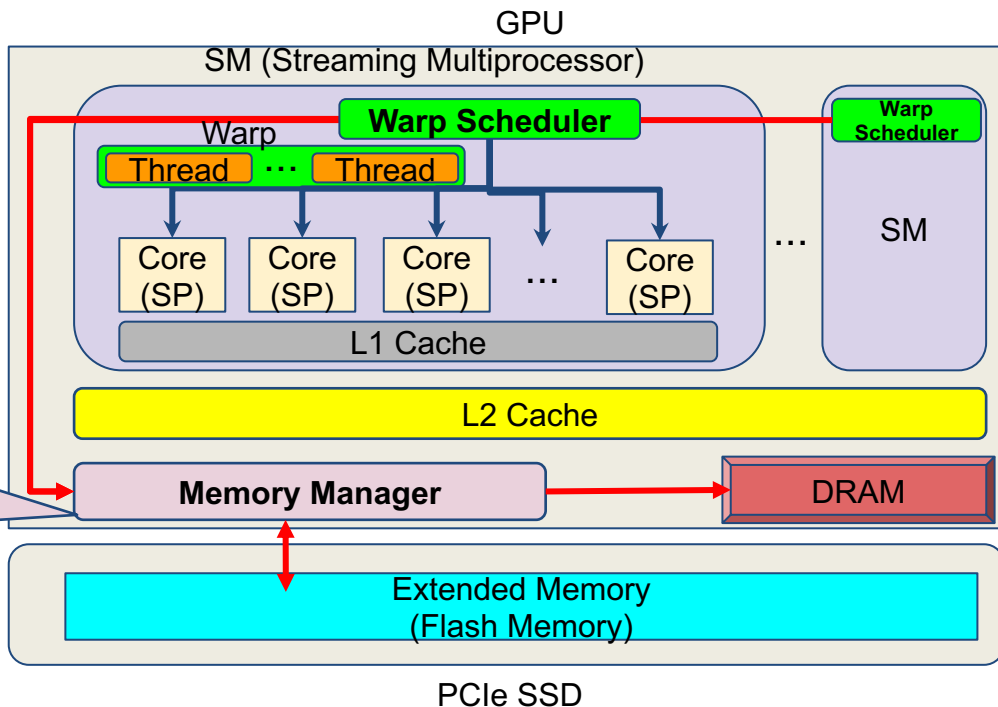 GPU
SM (Streaming Multiprocessor)
Warp Scheduler
Warp
Scheduler
Warp
Thread ... Thread
Core
(SP)
Core
(SP)
Core
(SP)
...
Core
(SP)
...
SM
L1 Cache
L2 Cache
Memory Manager
DRAM
Extended Memory
(Flash Memory)
PCIe SSD